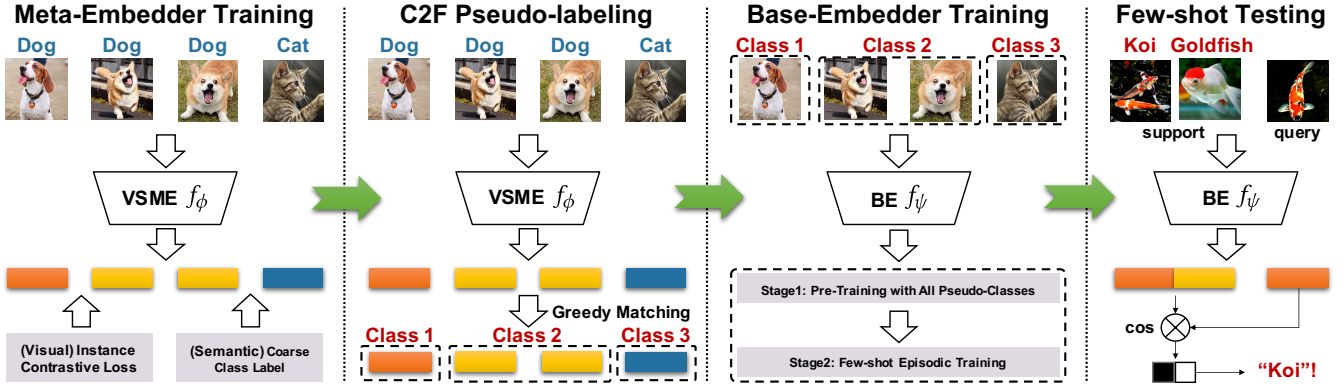 Meta-Embedder Training
Dog Dog Dog Cat
VSME fϕ
(Visual) Instance
Contrastive Loss
(Semantic) Coarse
Class Label
C2F Pseudo-labeling
Dog Dog Dog Cat
VSME fϕ
Greedy Matching
Class 1 Class 2 Class 3
Base-Embedder Training
Class 1 Class 2 Class 3
BE fψ
Stage1: Pre-Training with All Pseudo-Classes
Stage2: Few-shot Episodic Training
Few-shot Testing
Koi Goldfish
support query
BE fψ
cos
“Koi”!